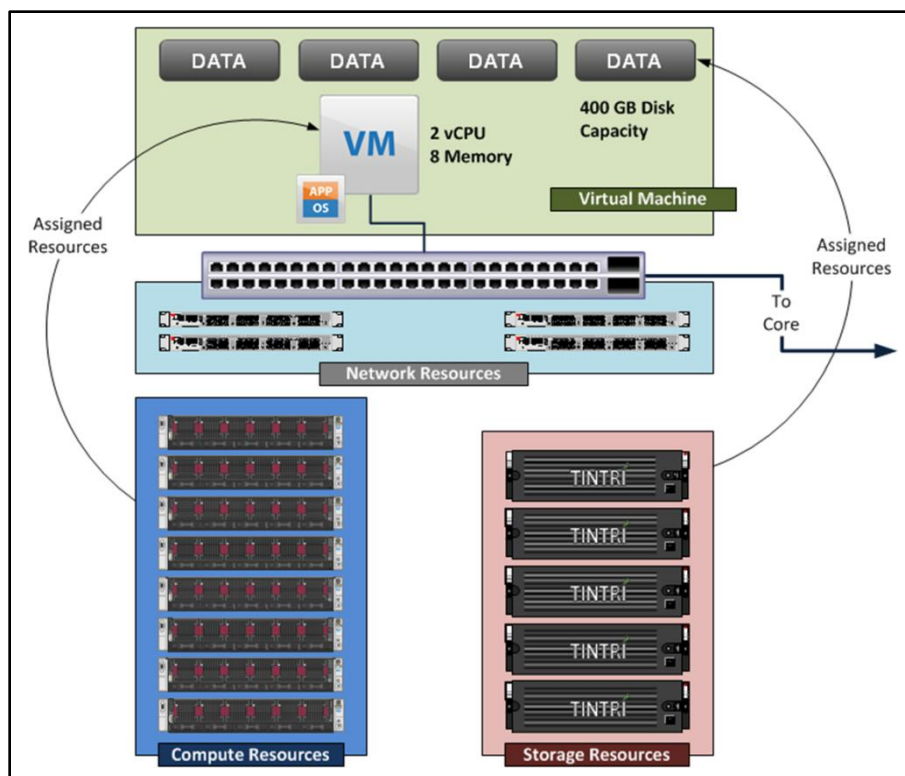 DATA
DATA
DATA
DATA
400 GB Disk
Capacity
VM
2 vCPU
8 Memory
APP
OS
Virtual Machine
Assigned
Resources
Assigned
Resources
To
Core
Network Resources
TINTRI
TINTRI
TINTRI
TINTRI
TINTRI
Compute Resources
Storage Resources